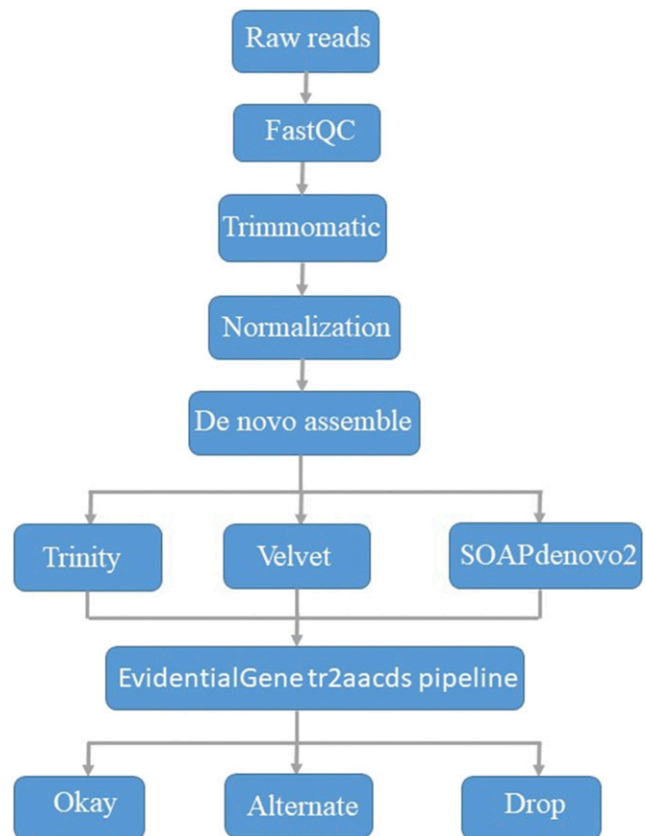 Raw reads
FastQC
Trimmomatic
Normalization
De novo assemble
Trinity
Velvet
SOAPdenovo2
EvidentialGene tr2aacds pipeline
Okay
Alternate
Drop